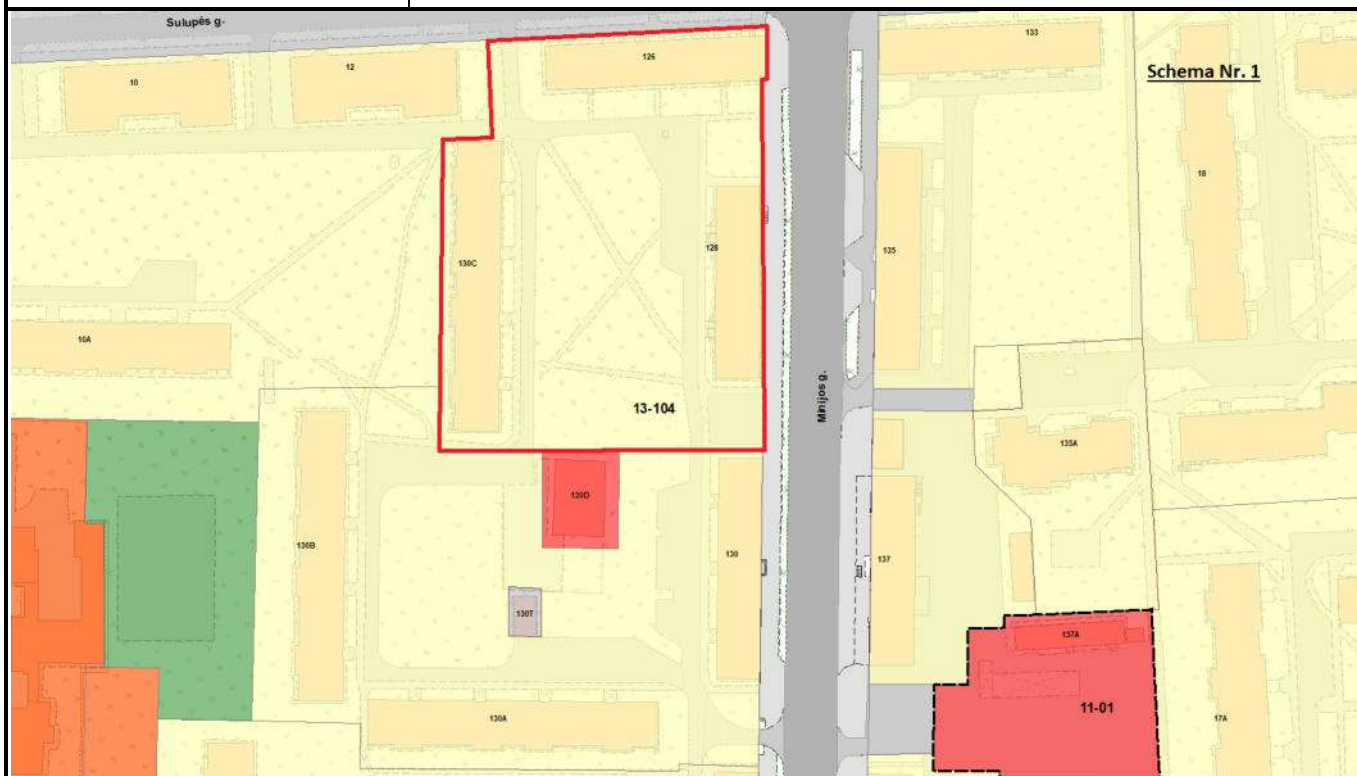 Sulupės g.
133
126
12
10
Schema Nr. 1
18
128
135
130C
10A
Minijos g.
13-104
135A
130D
130B
130
137
130T
137A
11-01
130A
17A